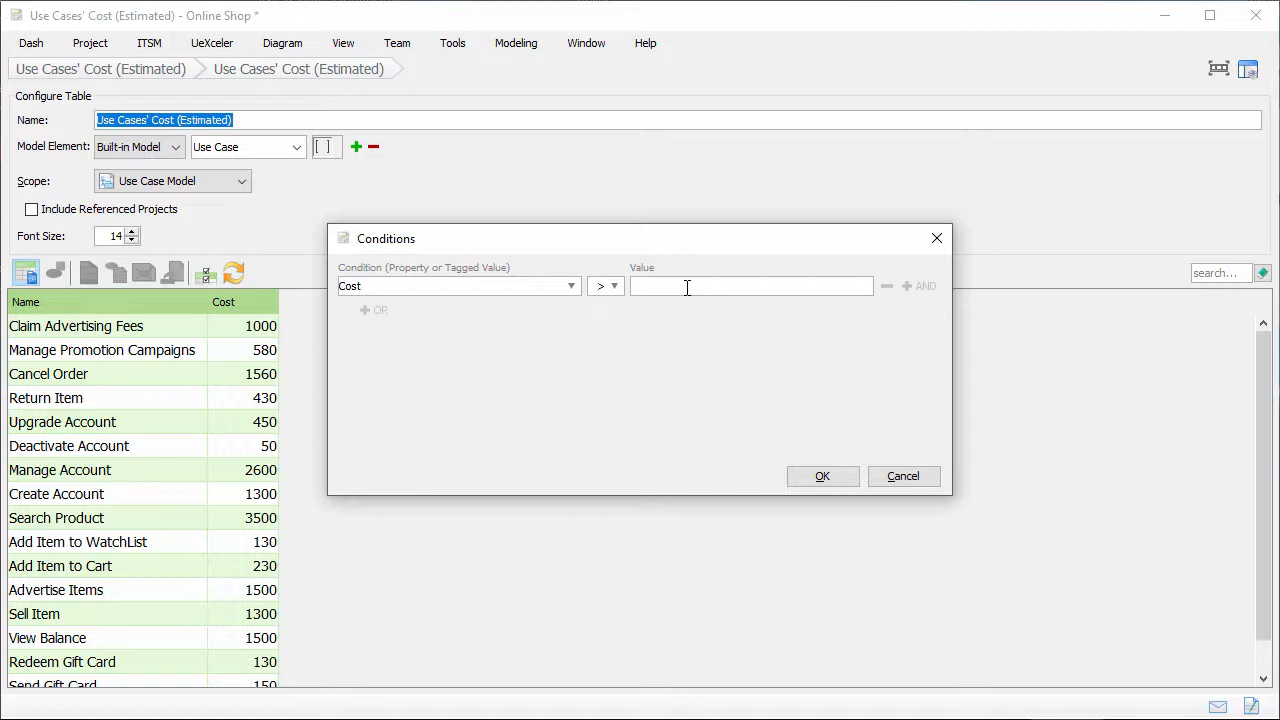 Use Cases' Cost (Estimated) - Online Shop *
Dash Project ITSM UeXceler Diagram View Team Tools Modeling Window Help
Use Cases' Cost (Estimated) Use Cases' Cost (Estimated)
Configure Table
Name: Use Cases' Cost (Estimated)
Model Element: Built-in Model Use Case [ ]
Scope: Use Case Model
Include Referenced Projects
Font Size: 14
search...
Conditions
Condition (Property or Tagged Value) Value
Cost > AND
OR
OK Cancel
Name Cost
Claim Advertising Fees 1000
Manage Promotion Campaigns 580
Cancel Order 1560
Return Item 430
Upgrade Account 450
Deactivate Account 50
Manage Account 2600
Create Account 1300
Search Product 3500
Add Item to WatchList 130
Add Item to Cart 230
Advertise Items 1500
Sell Item 1300
View Balance 1500
Redeem Gift Card 130
Send Gift Card 150